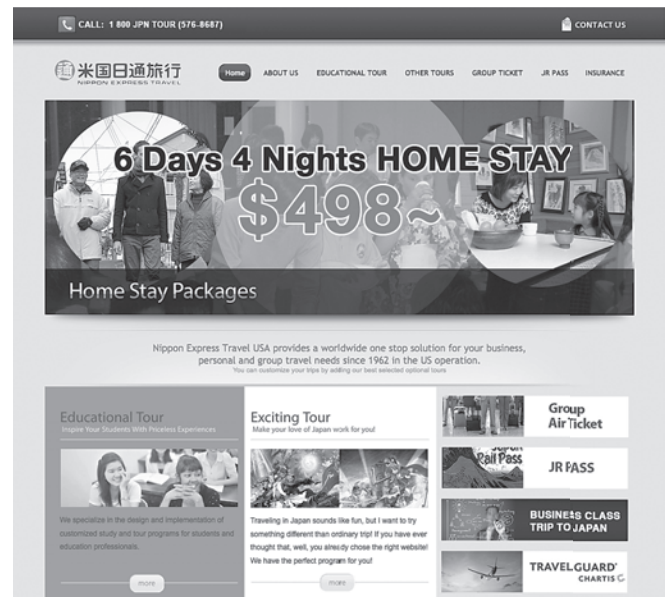 CALL: 1 800 JPN TOUR (576-8687)
CONTACT US
米国日通旅行
NIPPON EXPRESS TRAVEL
Home
ABOUT US
EDUCATIONAL TOUR
OTHER TOURS
GROUP TICKET
JR PASS
INSURANCE
6 Days 4 Nights HOME STAY
$498~
Home Stay Packages
Nippon Express Travel USA provides a worldwide one stop solution for your business,
personal and group travel needs since 1962 in the US operation.
You can customize your trips by adding our best selected optional tours
Educational Tour
Inspire Your Students With Priceless Experiences
We specialize in the design and implementation of
customized study and tour programs for students and
education professionals.
more
Exciting Tour
Make your love of Japan work for you!
Traveling in Japan sounds like fun, but I want to try
something different than ordinary trip! If you have ever
thought that, well, you already chose the right website!
We have the perfect program for you!
more
Group
Air Ticket
Japan
Rail Pass
JR PASS
BUSINESS CLASS
TRIP TO JAPAN
TRAVEL GUARD
CHARTIS